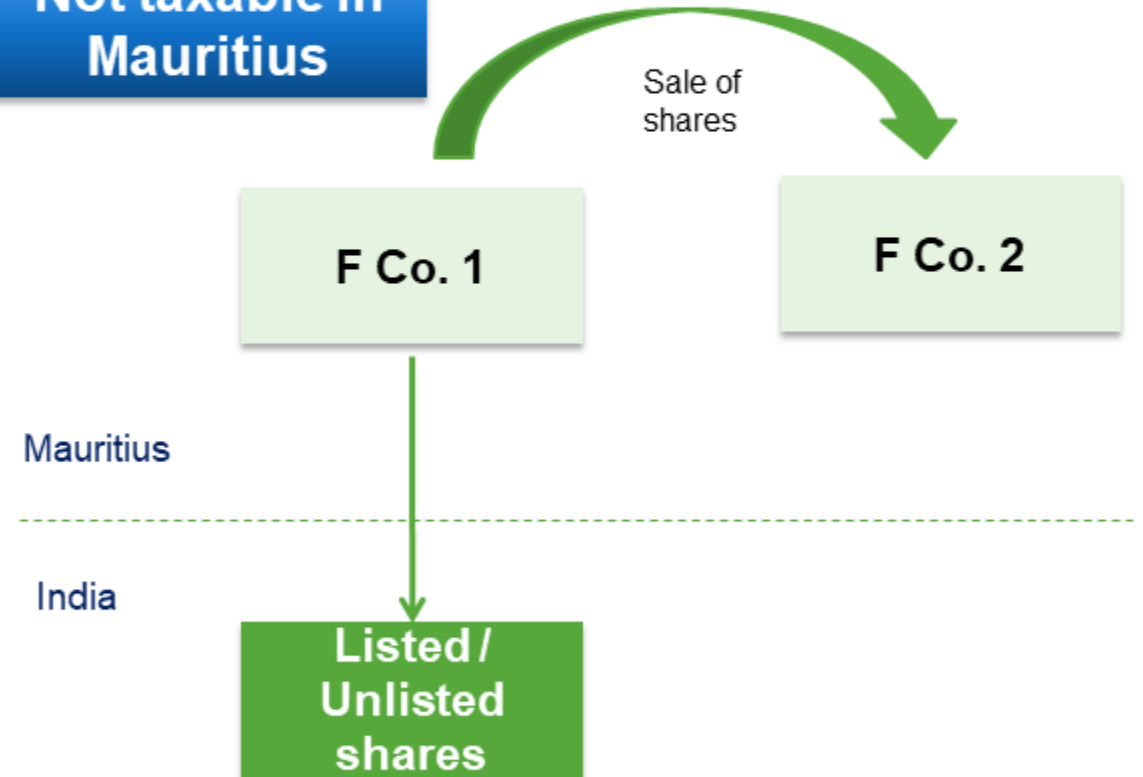 Not taxable in
Mauritius
Sale of
shares
F Co. 1
F Co. 2
Mauritius
India
Listed /
Unlisted
shares